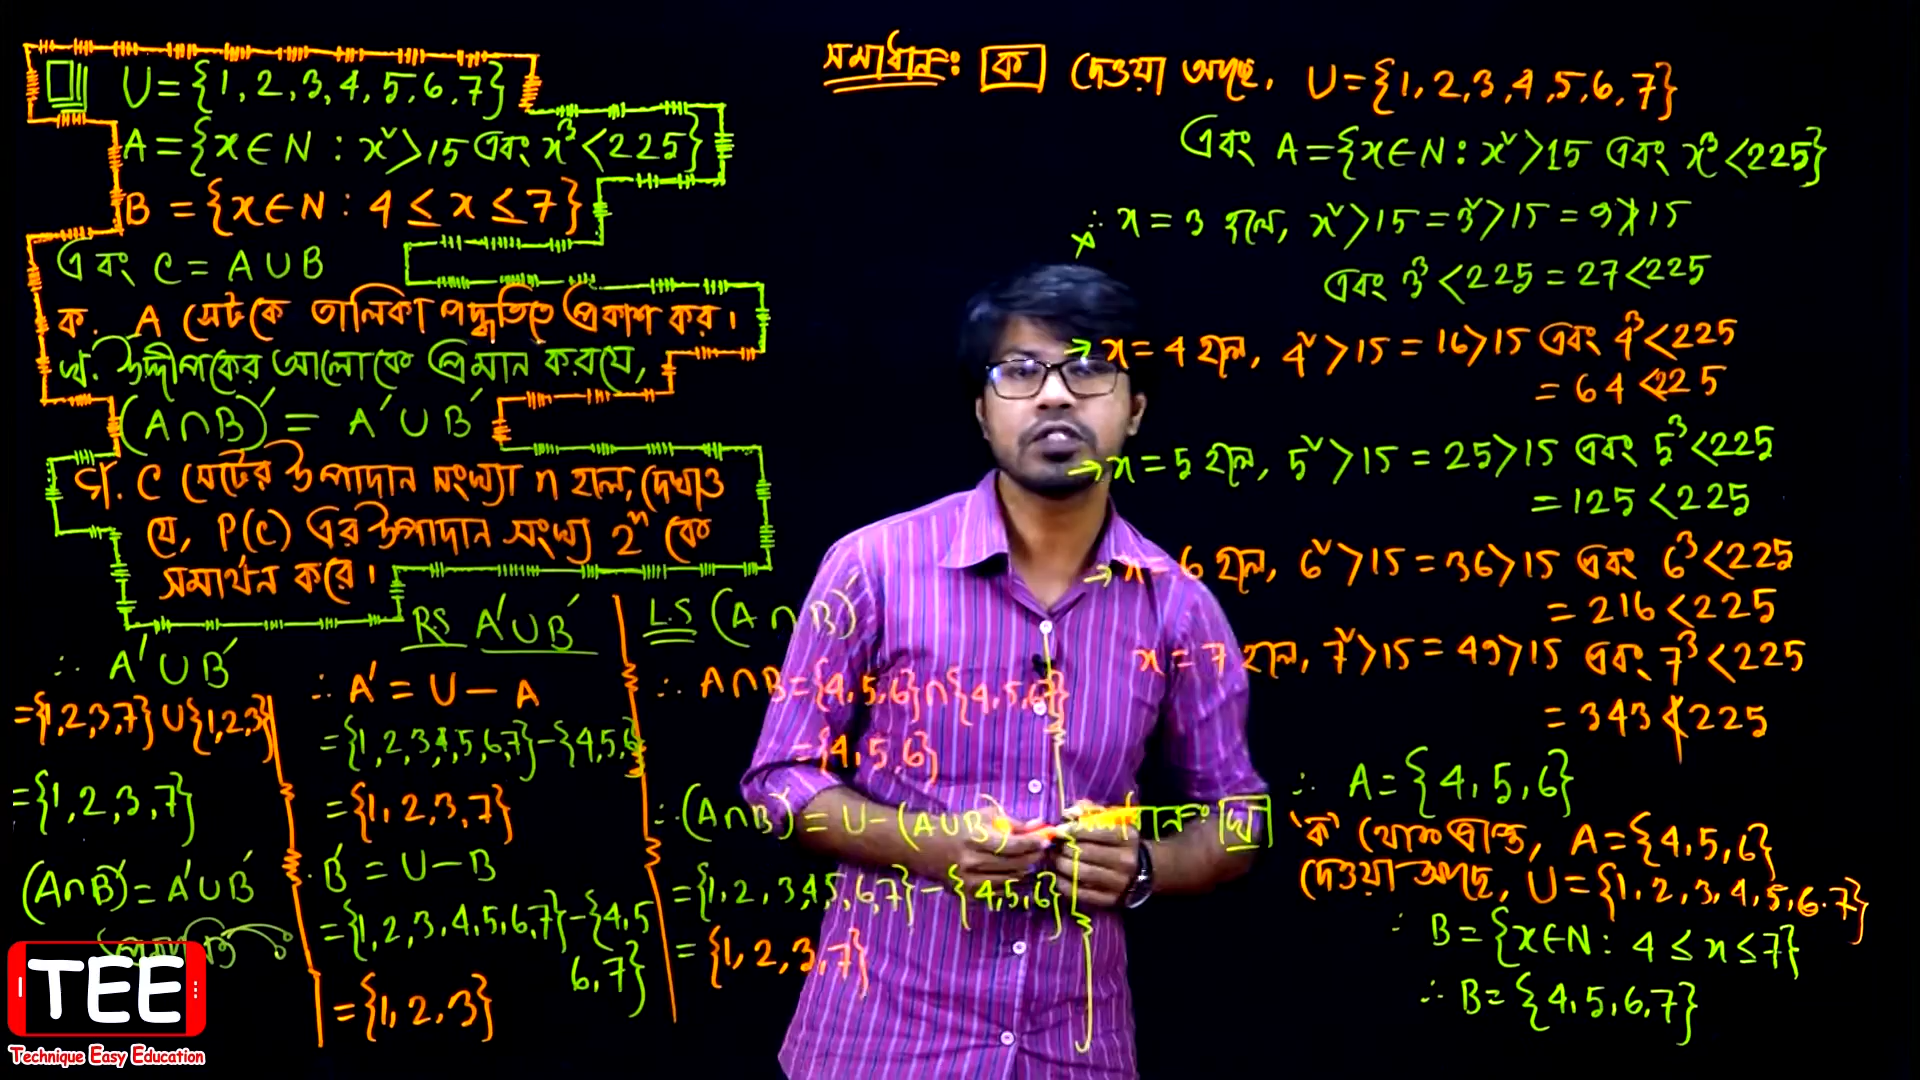 U={1,2,3,4,5,6,7}
A={x∈N : x²>15 এবং x³<225}
B={x∈N : 4≤x≤7}
এবং C=A∪B
ক. A সেটকে তালিকা পদ্ধতিতে প্রকাশ কর।
খ. উদ্দীপকের আলোকে প্রমান কর যে,
(A∩B)′ = A′∪B′
গ. C সেটের উপাদান সংখ্যা n হলে, দেখাও
যে, P(C) এর উপাদান সংখ্যা 2ⁿ কে
সমার্থন করে।
সমাধান: ক দেওয়া আছে, U={1,2,3,4,5,6,7}
এবং A={x∈N : x²>15 এবং x³<225}
∴ x=3 হলে, x²>15 = 3²>15 = 9≯15
এবং 3³<225 = 27<225
→ x=4 হলে, 4²>15 = 16>15 এবং 4³<225
= 64<225
→ x=5 হলে, 5²>15 = 25>15 এবং 5³<225
= 125<225
→ x=6 হলে, 6²>15 = 36>15 এবং 6³<225
= 216<225
x=7 হলে, 7²>15 = 49>15 এবং 7³<225
= 343≮225
∴ A={4,5,6}
সমাধান: খ
'ক' থেকে প্রাপ্ত, A={4,5,6}
দেওয়া আছে, U={1,2,3,4,5,6,7}
∴ B={x∈N : 4≤x≤7}
∴ B={4,5,6,7}
L.S (A∩B)′
∴ A∩B={4,5,6}∩{4,5,6,7}
={4,5,6}
∴ (A∩B)′ = U-(A∪B)
={1,2,3,4,5,6,7}-{4,5,6}
={1,2,3,7}
R.S A′∪B′
∴ A′=U-A
={1,2,3,4,5,6,7}-{4,5,6}
={1,2,3,7}
B′=U-B
={1,2,3,4,5,6,7}-{4,5
6,7}
={1,2,3}
∴ A′∪B′
={1,2,3,7}∪{1,2,3}
={1,2,3,7}
(A∩B)′=A′∪B′
TEE
Technique Easy Education